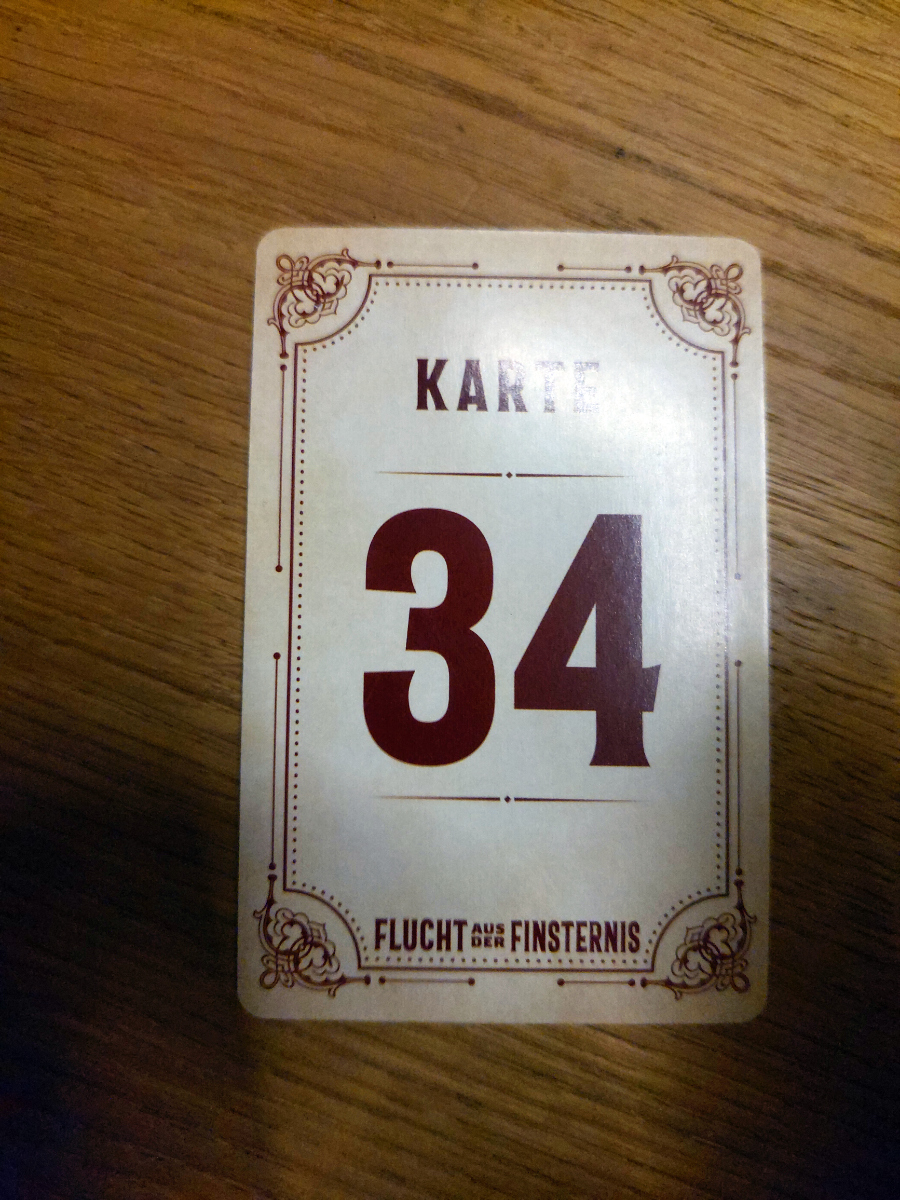 KARTE
34
FLUCHT AUS DER FINSTERNIS